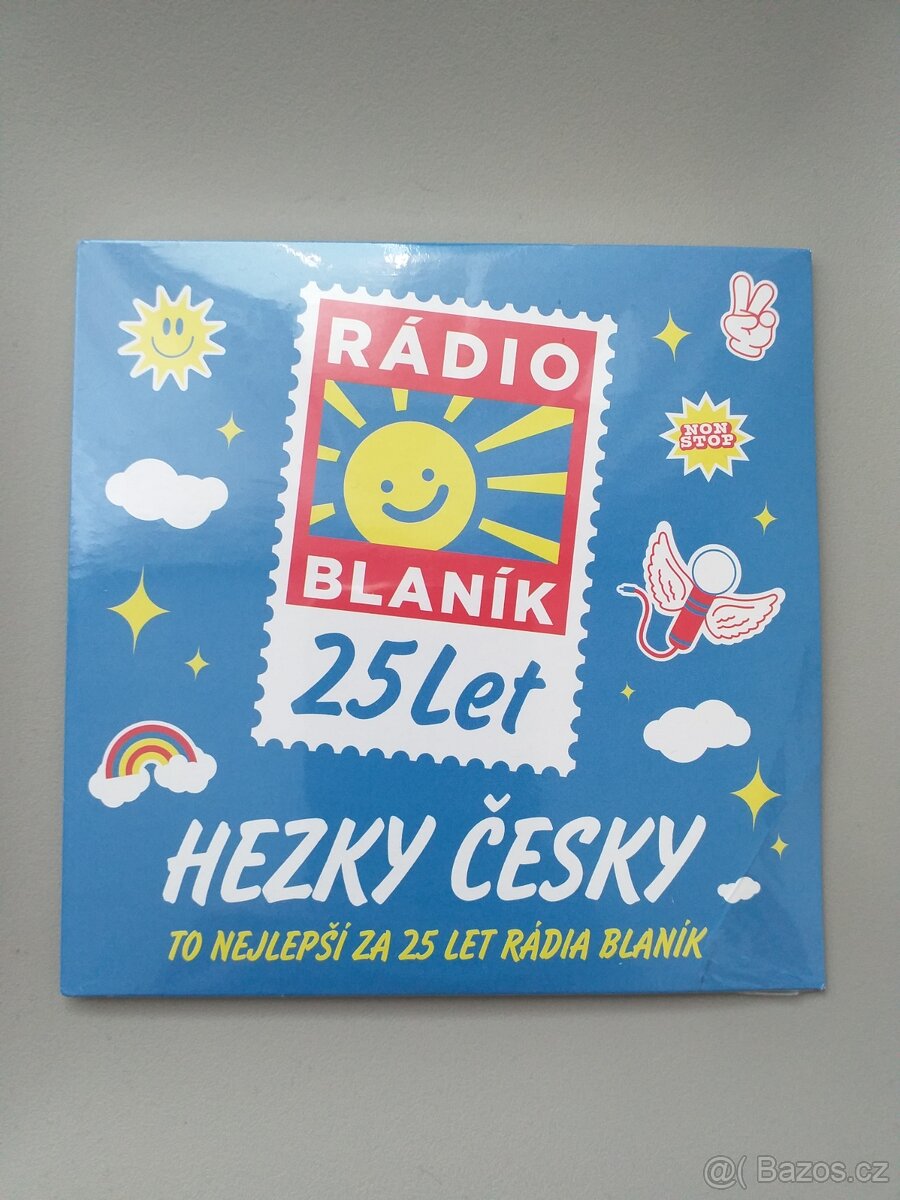 RÁDIO
BLANÍK
25 Let
NON
STOP
HEZKY ČESKY
TO NEJLEPŠÍ ZA 25 LET RÁDIA BLANÍK
@( Bazos.cz